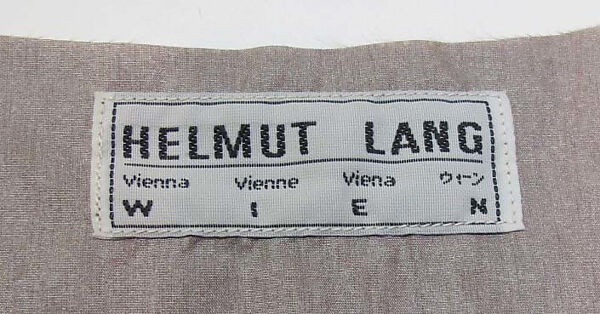 HELMUT LANG
Vienna Vienne Viena ウィーン
W I E N